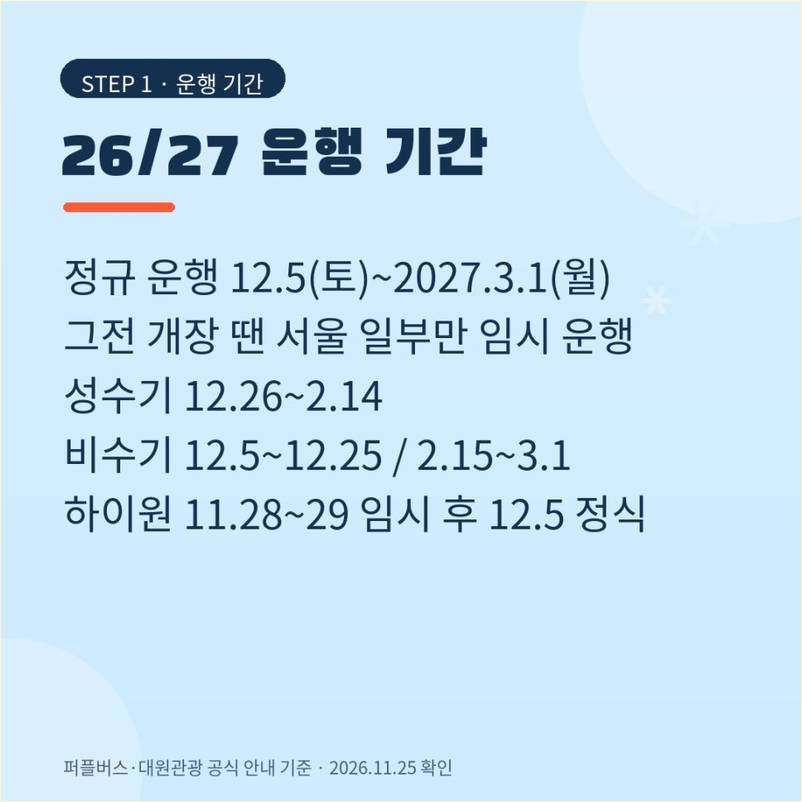 STEP 1 · 운행 기간
26/27 운행 기간
정규 운행 12.5(토)~2027.3.1(월)
그전 개장 땐 서울 일부만 임시 운행
성수기 12.26~2.14
비수기 12.5~12.25 / 2.15~3.1
하이원 11.28~29 임시 후 12.5 정식
퍼플버스·대원관광 공식 안내 기준 · 2026.11.25 확인